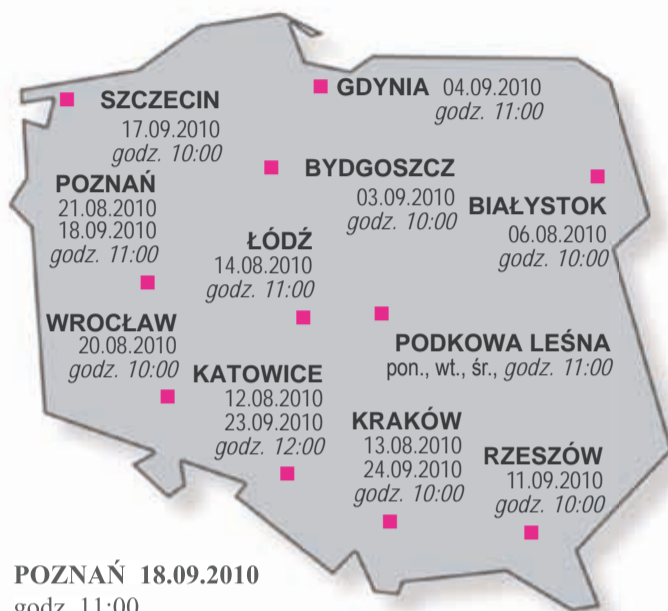 SZCZECIN
17.09.2010
godz. 10:00
GDYNIA 04.09.2010
godz. 11:00
BYDGOSZCZ
03.09.2010
godz. 10:00
POZNAŃ
21.08.2010
18.09.2010
godz. 11:00
BIAŁYSTOK
06.08.2010
godz. 10:00
ŁÓDŹ
14.08.2010
godz. 11:00
WROCŁAW
20.08.2010
godz. 10:00
PODKOWA LEŚNA
pon., wt., śr., godz. 11:00
KATOWICE
12.08.2010
23.09.2010
godz. 12:00
KRAKÓW
13.08.2010
24.09.2010
godz. 10:00
RZESZÓW
11.09.2010
godz. 10:00
POZNAŃ 18.09.2010
godz. 11:00